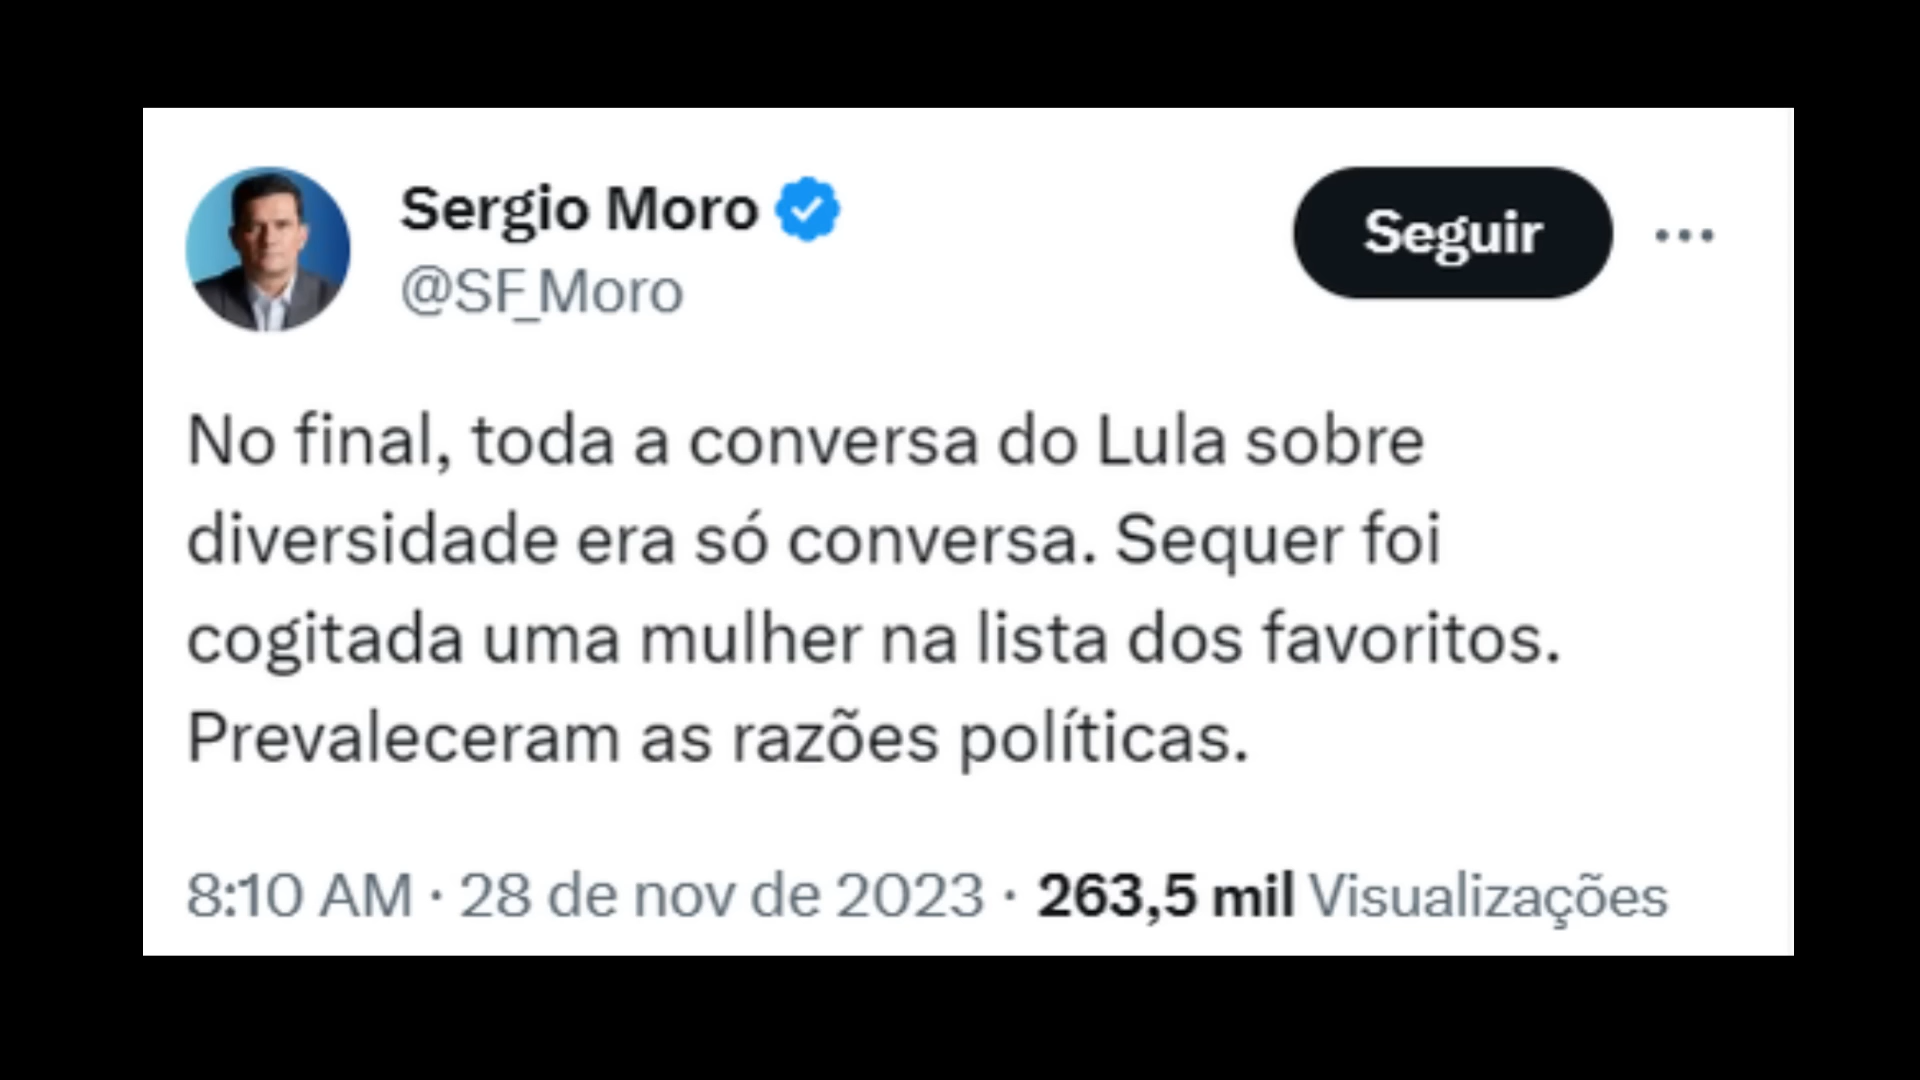 Sergio Moro
@SF_Moro
Seguir
No final, toda a conversa do Lula sobre
diversidade era só conversa. Sequer foi
cogitada uma mulher na lista dos favoritos.
Prevaleceram as razões políticas.
8:10 AM · 28 de nov de 2023 · 263,5 mil Visualizações